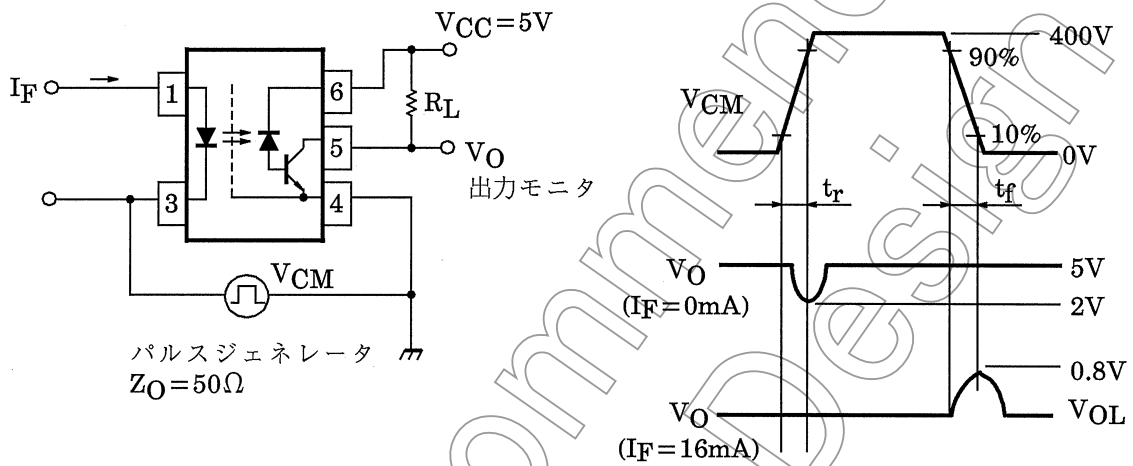 VCC=5V
IF
1
6
RL
5
VO
出力モニタ
3
4
VCM
パルスジェネレータ
ZO=50Ω
400V
90%
VCM
10%
0V
tr
tf
VO
5V
(IF=0mA)
2V
0.8V
VO
VOL
(IF=16mA)
ommen
Design